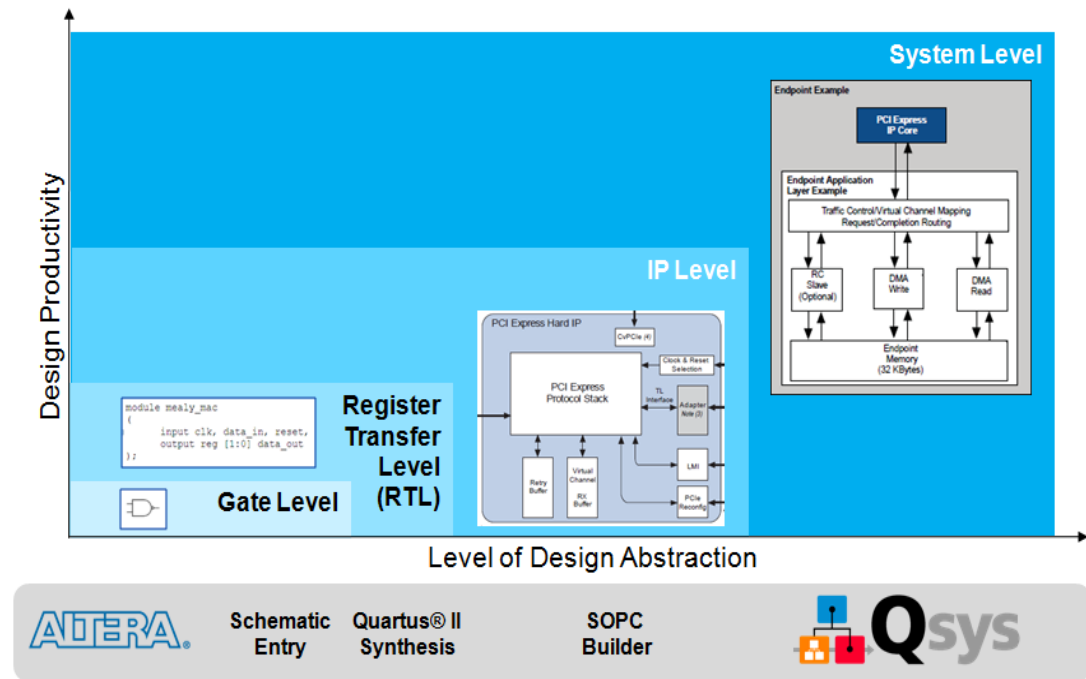 System Level
Endpoint Example
PCI Express
IP Core
Endpoint Application
Layer Example
Traffic Control/Virtual Channel Mapping
Request/Completion Routing
RC
Slave
(Optional)
DMA
Write
DMA
Read
Endpoint
Memory
(32 KBytes)
Design Productivity
IP Level
PCI Express Hard IP
CvPCIe (4)
Clock & Reset
Selection
PCI Express
Protocol Stack
TL
Interface
Adapter
Note (3)
LMI
PCIe
Reconfig
Retry
Buffer
Virtual
Channel
RX
Buffer
Register
Transfer
Level
(RTL)
module mealy_mac
(
input clk, data_in, reset,
output reg [1:0] data_out
);
Gate Level
Level of Design Abstraction
ALTERA.
Schematic
Entry
Quartus® II
Synthesis
SOPC
Builder
Qsys